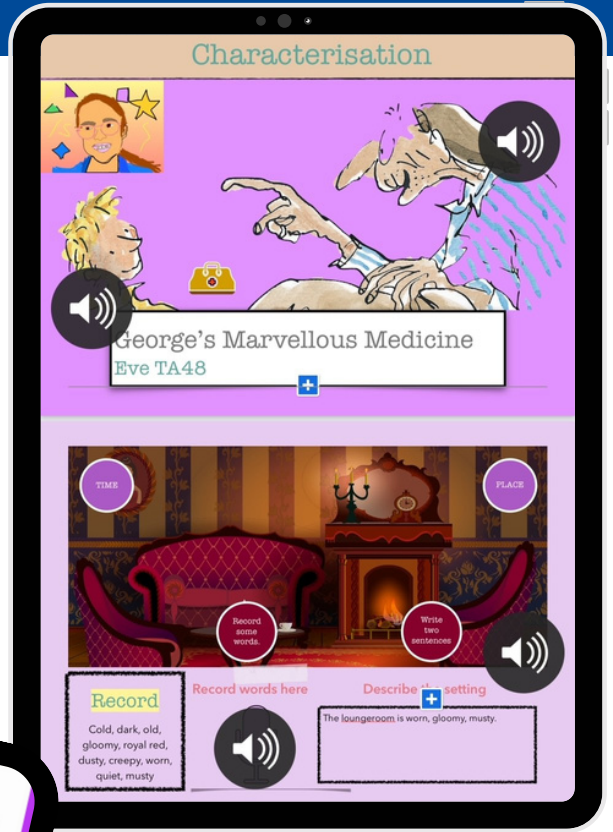 Characterisation
George's Marvellous Medicine
Eve TA48
TIME
PLACE
Record
some
words.
Write
two
sentences
Record
Cold, dark, old,
gloomy, royal red,
dusty, creepy, worn,
quiet, musty
Record words here
Describe the setting
The loungeroom is worn, gloomy, musty.